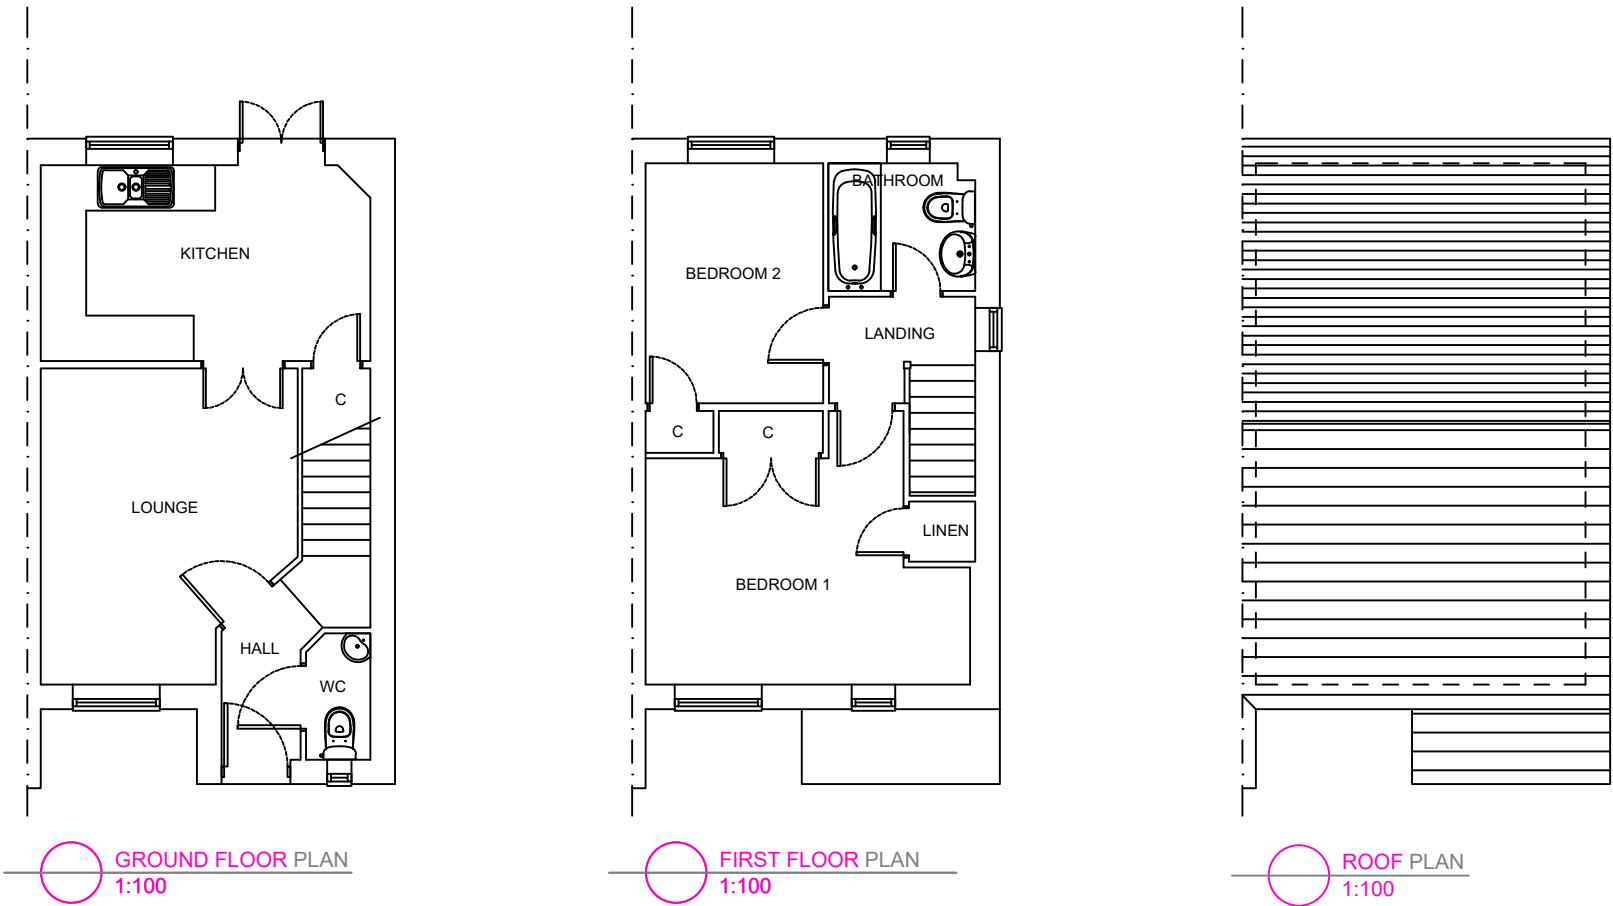 KITCHEN
C
LOUNGE
HALL
WC
GROUND FLOOR PLAN
1:100
BATHROOM
BEDROOM 2
LANDING
C
C
LINEN
BEDROOM 1
FIRST FLOOR PLAN
1:100
ROOF PLAN
1:100